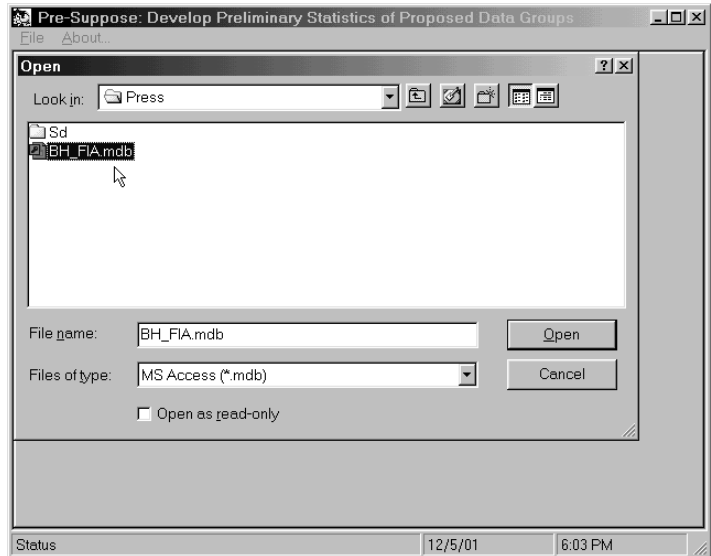 Pre-Suppose: Develop Preliminary Statistics of Proposed Data Groups
File About...
Open
Look in: Press
Sd
BH_FIA.mdb
File name: BH_FIA.mdb Open
Files of type: MS Access (*.mdb) Cancel
Open as read-only
Status 12/5/01 6:03 PM